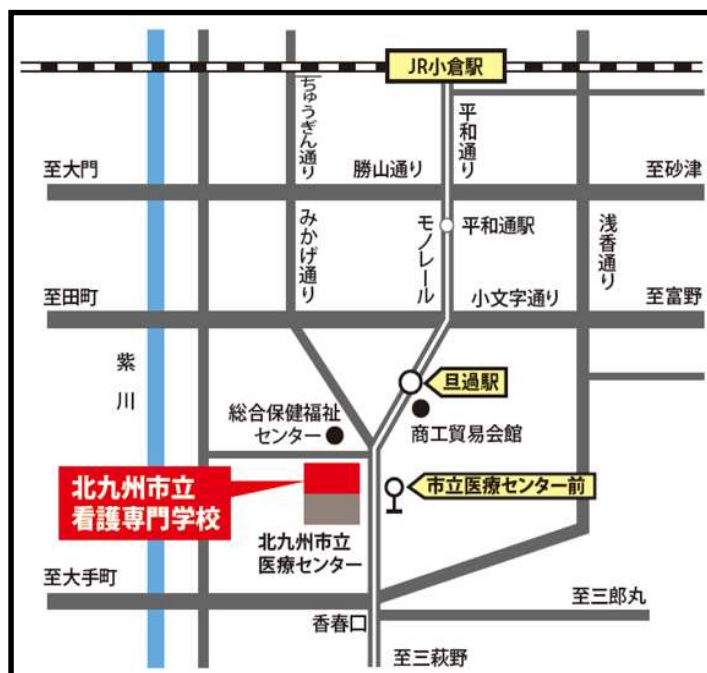 JR小倉駅
ちゅうぎん通り
平和通り
至大門
勝山通り
至砂津
みかげ通り
モノレール
平和通駅
浅香通り
至田町
小文字通り
至富野
紫川
旦過駅
総合保健福祉
センター
商工貿易会館
北九州市立
看護専門学校
市立医療センター前
北九州市立
医療センター
至大手町
至三郎丸
香春口
至三萩野